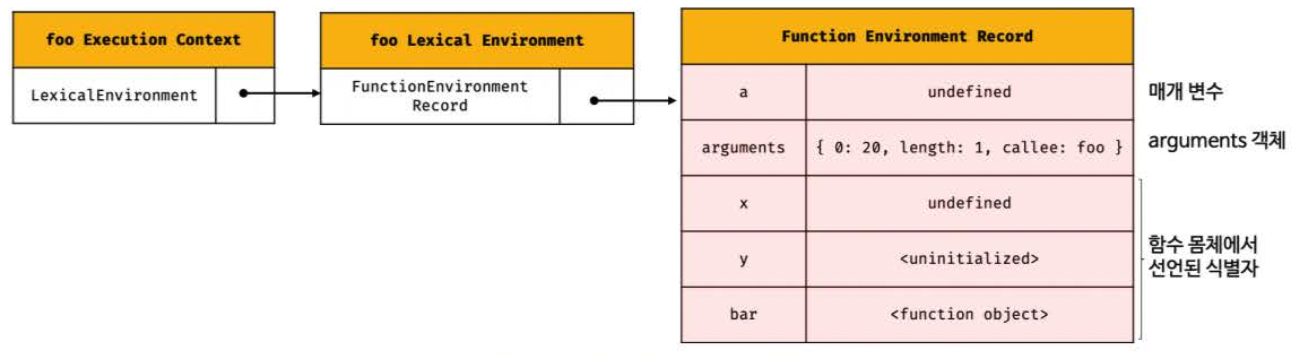 foo Execution Context
LexicalEnvironment
foo Lexical Environment
FunctionEnvironment
Record
Function Environment Record
a
undefined
매개 변수
arguments
{ 0: 20, length: 1, callee: foo }
arguments 객체
x
undefined
y
<uninitialized>
bar
<function object>
함수 몸체에서
선언된 식별자